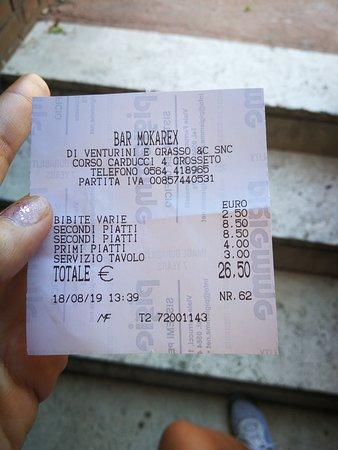 BAR MOKAREX
DI VENTURINI E GRASSO &C SNC
CORSO CARDUCCI 4 GROSSETO
TELEFONO 0564 418965
PARTITA IVA 00857440531
EURO
BIBITE VARIE 2.50
SECONDI PIATTI 8.50
SECONDI PIATTI 8.50
PRIMI PIATTI 4.00
SERVIZIO TAVOLO 3.00
TOTALE € 26,50
18/08/19 13:39 NR.62
MF T2 72001143